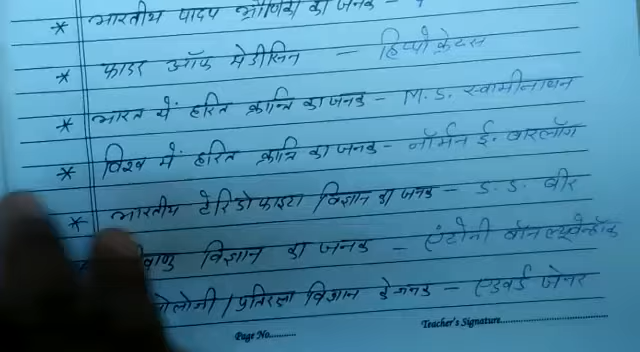 * भारतीय पादप भ्रौणिकी का जनक -
* फादर ऑफ मेडीसिन - हिप्पोक्रेटस
* भारत में हरित क्रान्ति का जनक - M. S. स्वामीनाथन
* विश्व में हरित क्रान्ति का जनक - नॉर्मन ई. बारलॉग
* भारतीय टेरिडोफाइटा विज्ञान का जनक - S. S. बीर
विज्ञान का जनक - एंटोनी वॉन ल्यूवेन्हॉक
/ प्रतिरक्षा विज्ञान के जनक - एडवर्ड जेनर
Page No..........
Teacher's Signature..............................